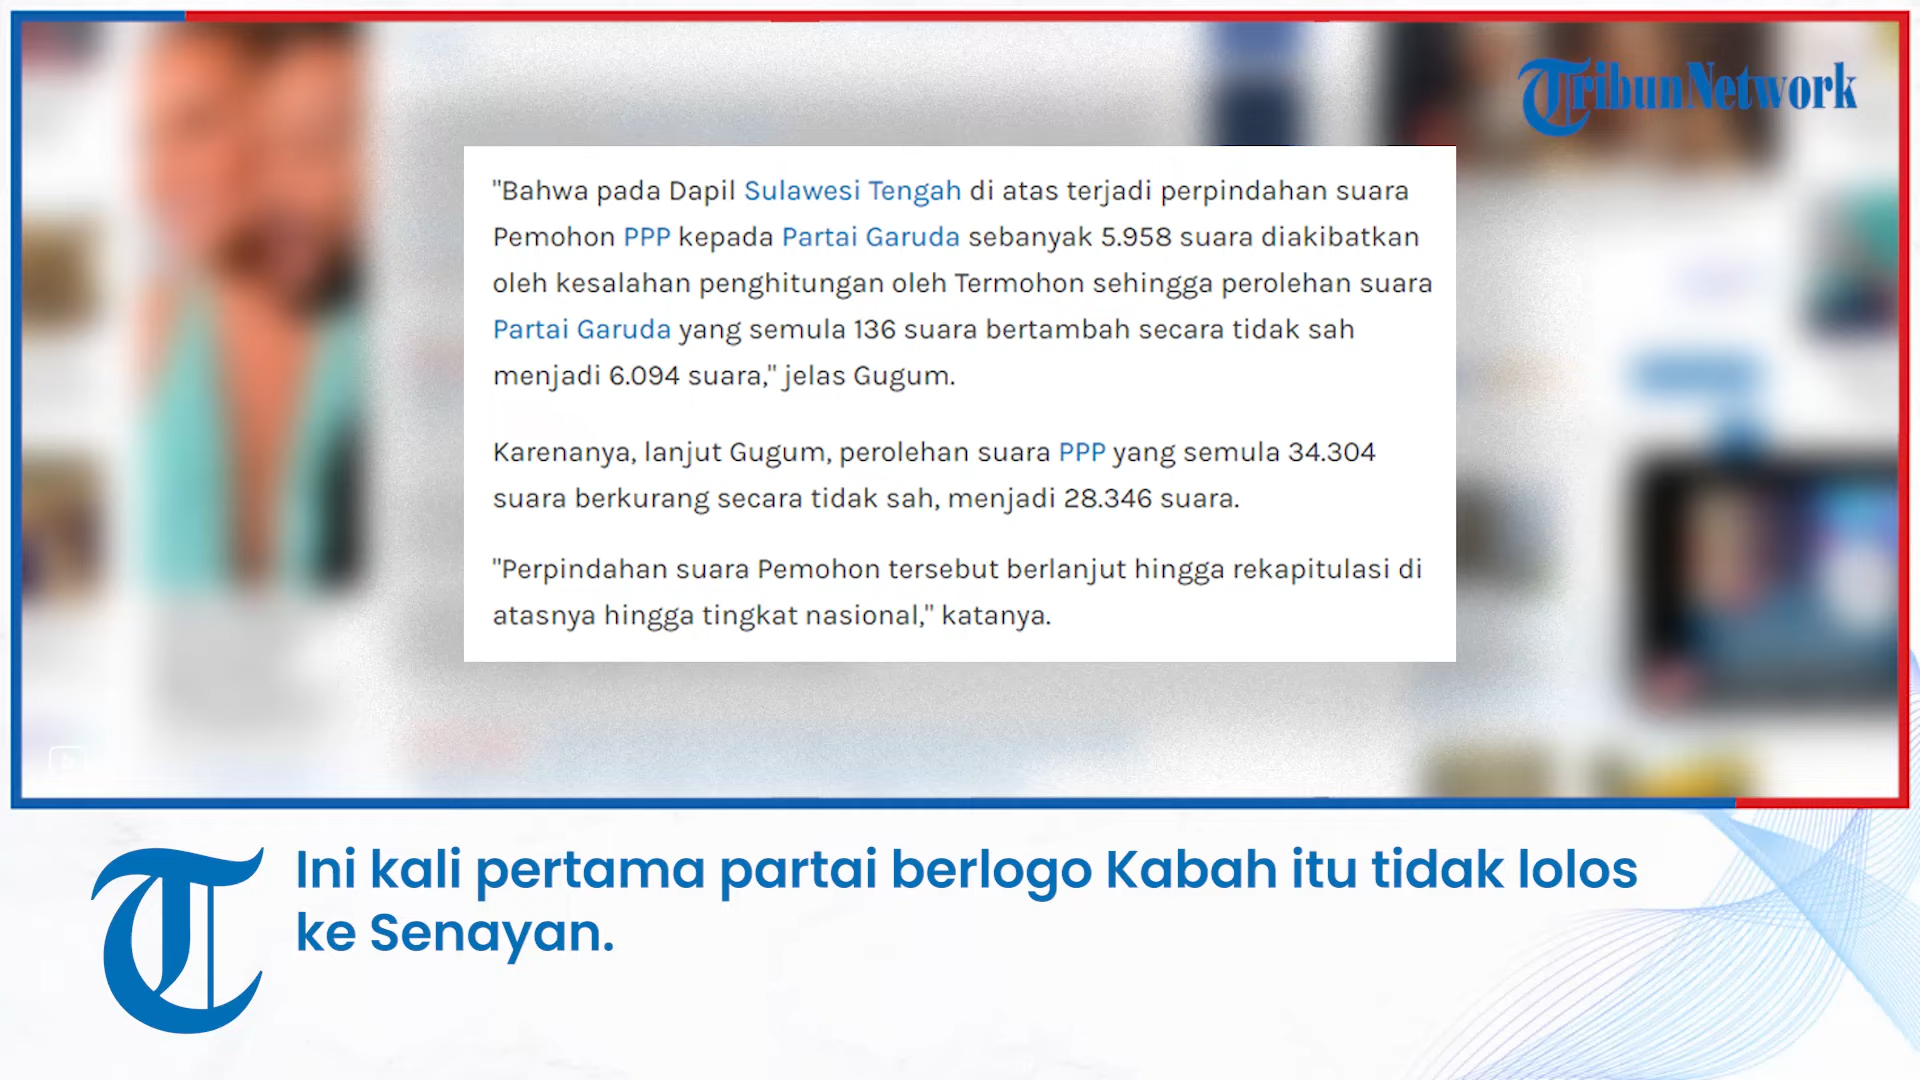 TribunNetwork
"Bahwa pada Dapil Sulawesi Tengah di atas terjadi perpindahan suara
Pemohon PPP kepada Partai Garuda sebanyak 5.958 suara diakibatkan
oleh kesalahan penghitungan oleh Termohon sehingga perolehan suara
Partai Garuda yang semula 136 suara bertambah secara tidak sah
menjadi 6.094 suara," jelas Gugum.
Karenanya, lanjut Gugum, perolehan suara PPP yang semula 34.304
suara berkurang secara tidak sah, menjadi 28.346 suara.
"Perpindahan suara Pemohon tersebut berlanjut hingga rekapitulasi di
atasnya hingga tingkat nasional," katanya.
T
Ini kali pertama partai berlogo Kabah itu tidak lolos
ke Senayan.